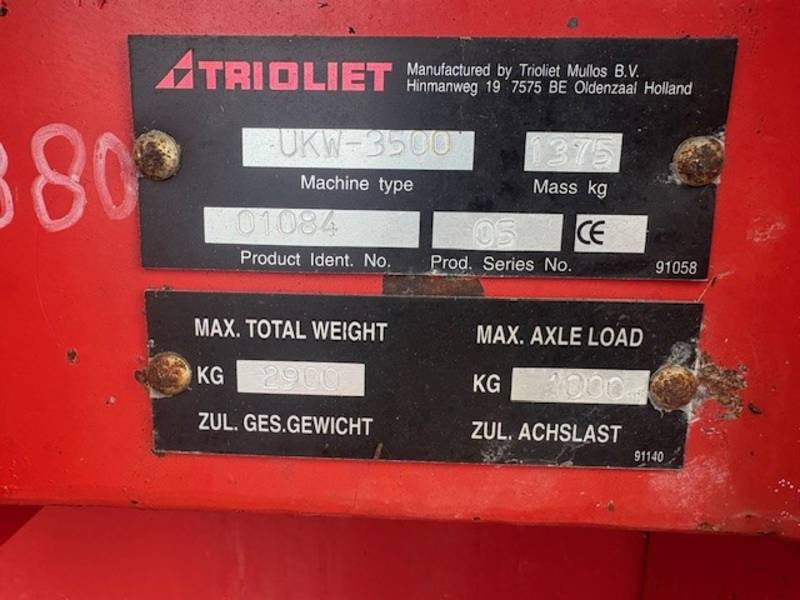 380
TRIOLIET
Manufactured by Trioliet Mullos B.V.
Hinmanweg 19 7575 BE Oldenzaal Holland
UKW-3500
1375
Machine type
Mass kg
01084
05
CE
Product Ident. No.
Prod. Series No.
91058
MAX. TOTAL WEIGHT
MAX. AXLE LOAD
KG 2900
KG 1000
ZUL. GES.GEWICHT
ZUL. ACHSLAST
91140